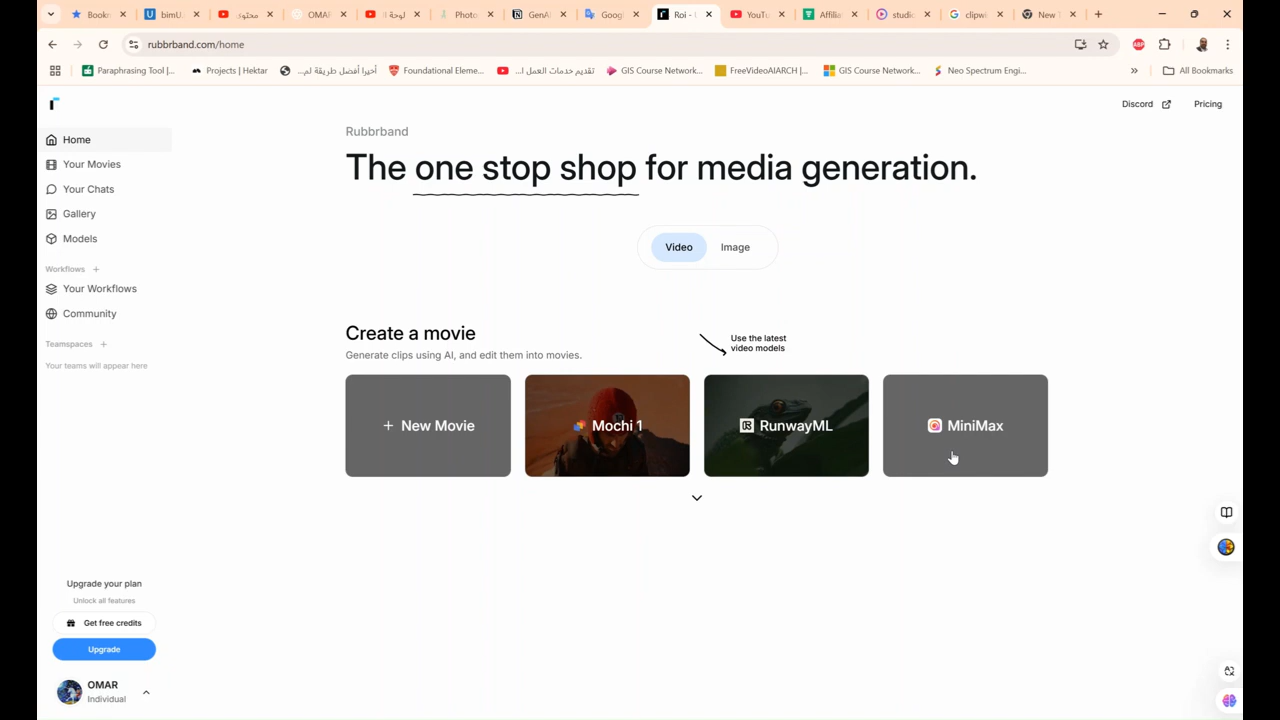 Book
bimU
محتوى
OMAR
لوحة ا
Photo
GenAI
Googl
Roi - L
YouTu
Affilia
studic
clipwi
New T
rubbrband.com/home
Paraphrasing Tool |...
Projects | Hektar
أخيرا أفضل طريقة لم...
Foundational Eleme...
تقديم خدمات العمل ا...
GIS Course Network...
FreeVideoAIARCH |...
GIS Course Network...
Neo Spectrum Engi...
All Bookmarks
Discord
Pricing
Home
Your Movies
Your Chats
Gallery
Models
Workflows +
Your Workflows
Community
Teamspaces +
Your teams will appear here
Rubbrband
The one stop shop for media generation.
Video
Image
Create a movie
Generate clips using AI, and edit them into movies.
Use the latest
video models
+ New Movie
Mochi 1
RunwayML
MiniMax
Upgrade your plan
Unlock all features
Get free credits
Upgrade
OMAR
Individual